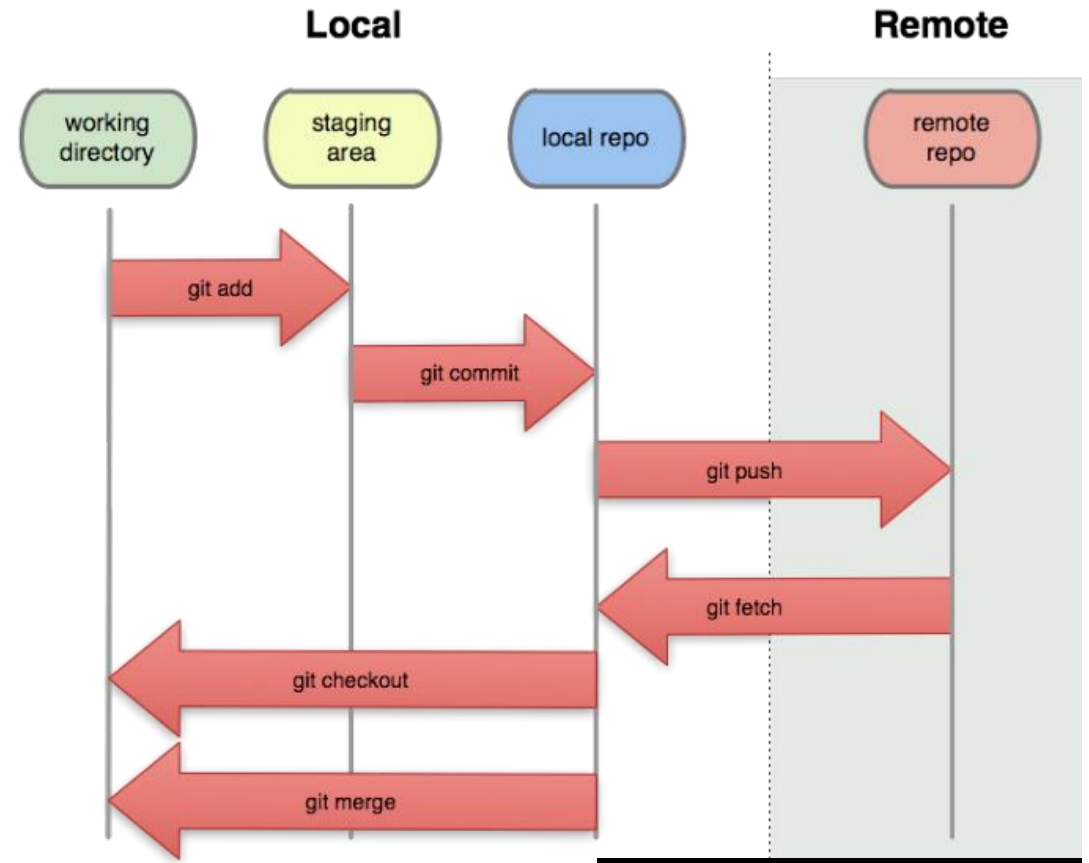 Local
Remote
working
directory
staging
area
local repo
remote
repo
git add
git commit
git push
git fetch
git checkout
git merge